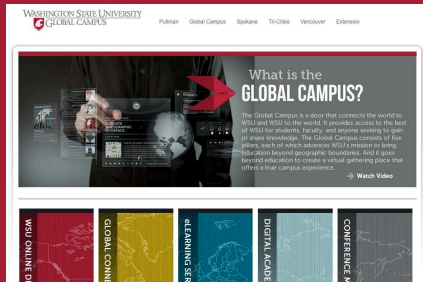 WASHINGTON STATE UNIVERSITY
GLOBAL CAMPUS
Pullman Global Campus Spokane Tri-Cities Vancouver Extension
What is the
GLOBAL CAMPUS?
The Global Campus is a door that connects the world to
WSU and WSU to the world. It provides access to the best
of WSU for students, faculty, and anyone seeking to gain
or share knowledge. The Global Campus consists of five
pillars, each of which advances WSU's mission to bring
education beyond geographic boundaries. And it goes
beyond education to create a virtual gathering place that
offers a true campus experience.
Watch Video
WSU ONLINE D
GLOBAL CONNE
eLEARNING SER
DIGITAL ACADE
CONFERENCE M